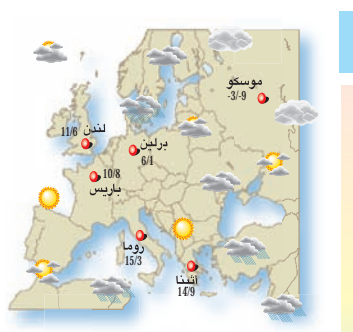 موسكو
-3/-9
لندن
11/6
برلين
6/1
10/8
باريس
روما
15/3
أثينا
14/9